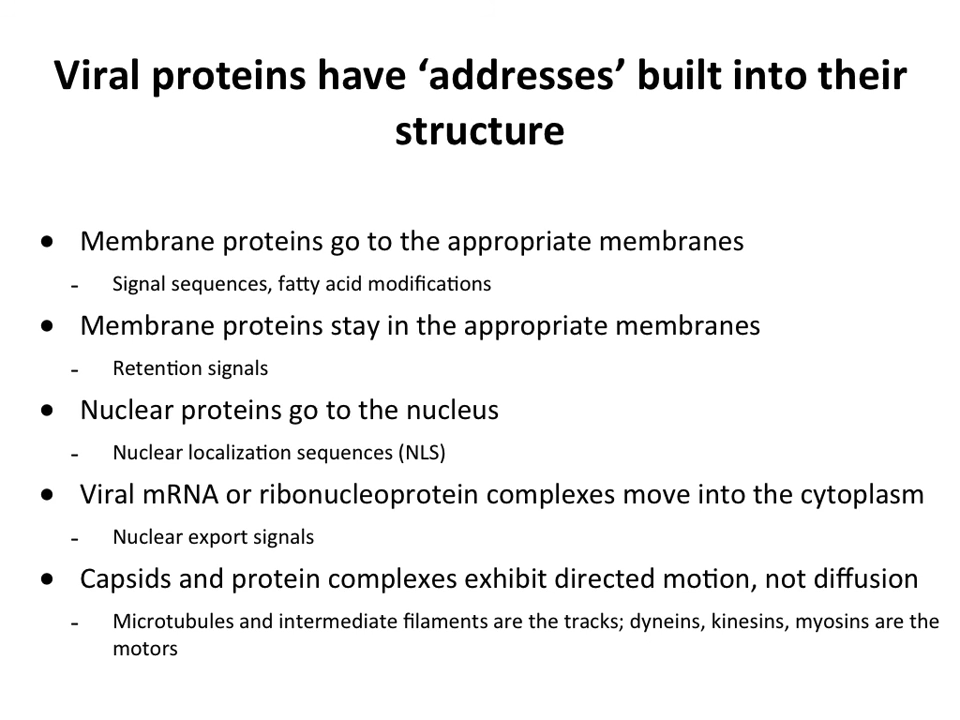 Viral proteins have ‘addresses’ built into their
structure
• Membrane proteins go to the appropriate membranes
- Signal sequences, fatty acid modifications
• Membrane proteins stay in the appropriate membranes
- Retention signals
• Nuclear proteins go to the nucleus
- Nuclear localization sequences (NLS)
• Viral mRNA or ribonucleoprotein complexes move into the cytoplasm
- Nuclear export signals
• Capsids and protein complexes exhibit directed motion, not diffusion
- Microtubules and intermediate filaments are the tracks; dyneins, kinesins, myosins are the
motors